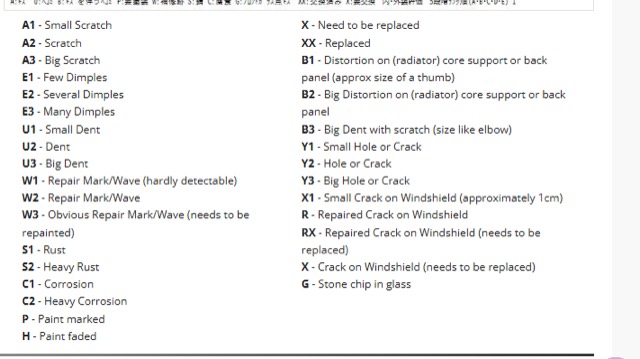 A1 - Small Scratch
A2 - Scratch
A3 - Big Scratch
E1 - Few Dimples
E2 - Several Dimples
E3 - Many Dimples
U1 - Small Dent
U2 - Dent
U3 - Big Dent
W1 - Repair Mark/Wave (hardly detectable)
W2 - Repair Mark/Wave
W3 - Obvious Repair Mark/Wave (needs to be
repainted)
S1 - Rust
S2 - Heavy Rust
C1 - Corrosion
C2 - Heavy Corrosion
P - Paint marked
H - Paint faded
X - Need to be replaced
XX - Replaced
B1 - Distortion on (radiator) core support or back
panel (approx size of a thumb)
B2 - Big Distortion on (radiator) core support or back
panel
B3 - Big Dent with scratch (size like elbow)
Y1 - Small Hole or Crack
Y2 - Hole or Crack
Y3 - Big Hole or Crack
X1 - Small Crack on Windshield (approximately 1cm)
R - Repaired Crack on Windshield
RX - Repaired Crack on Windshield (needs to be
replaced)
X - Crack on Windshield (needs to be replaced)
G - Stone chip in glass